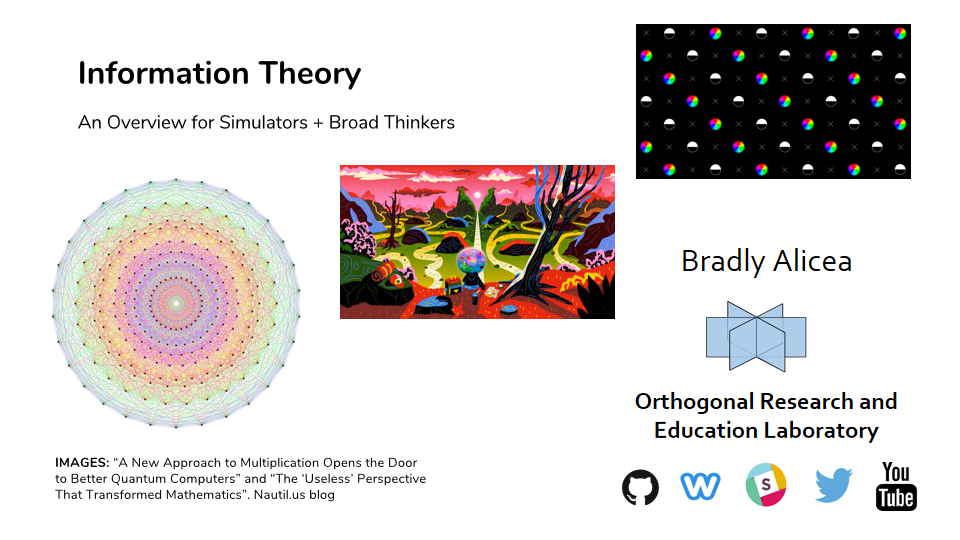 Information Theory
An Overview for Simulators + Broad Thinkers
Bradly Alicea
Orthogonal Research and
Education Laboratory
IMAGES: “A New Approach to Multiplication Opens the Door
to Better Quantum Computers” and “The ‘Useless’ Perspective
That Transformed Mathematics”. Nautil.us blog
W
S
You
Tube